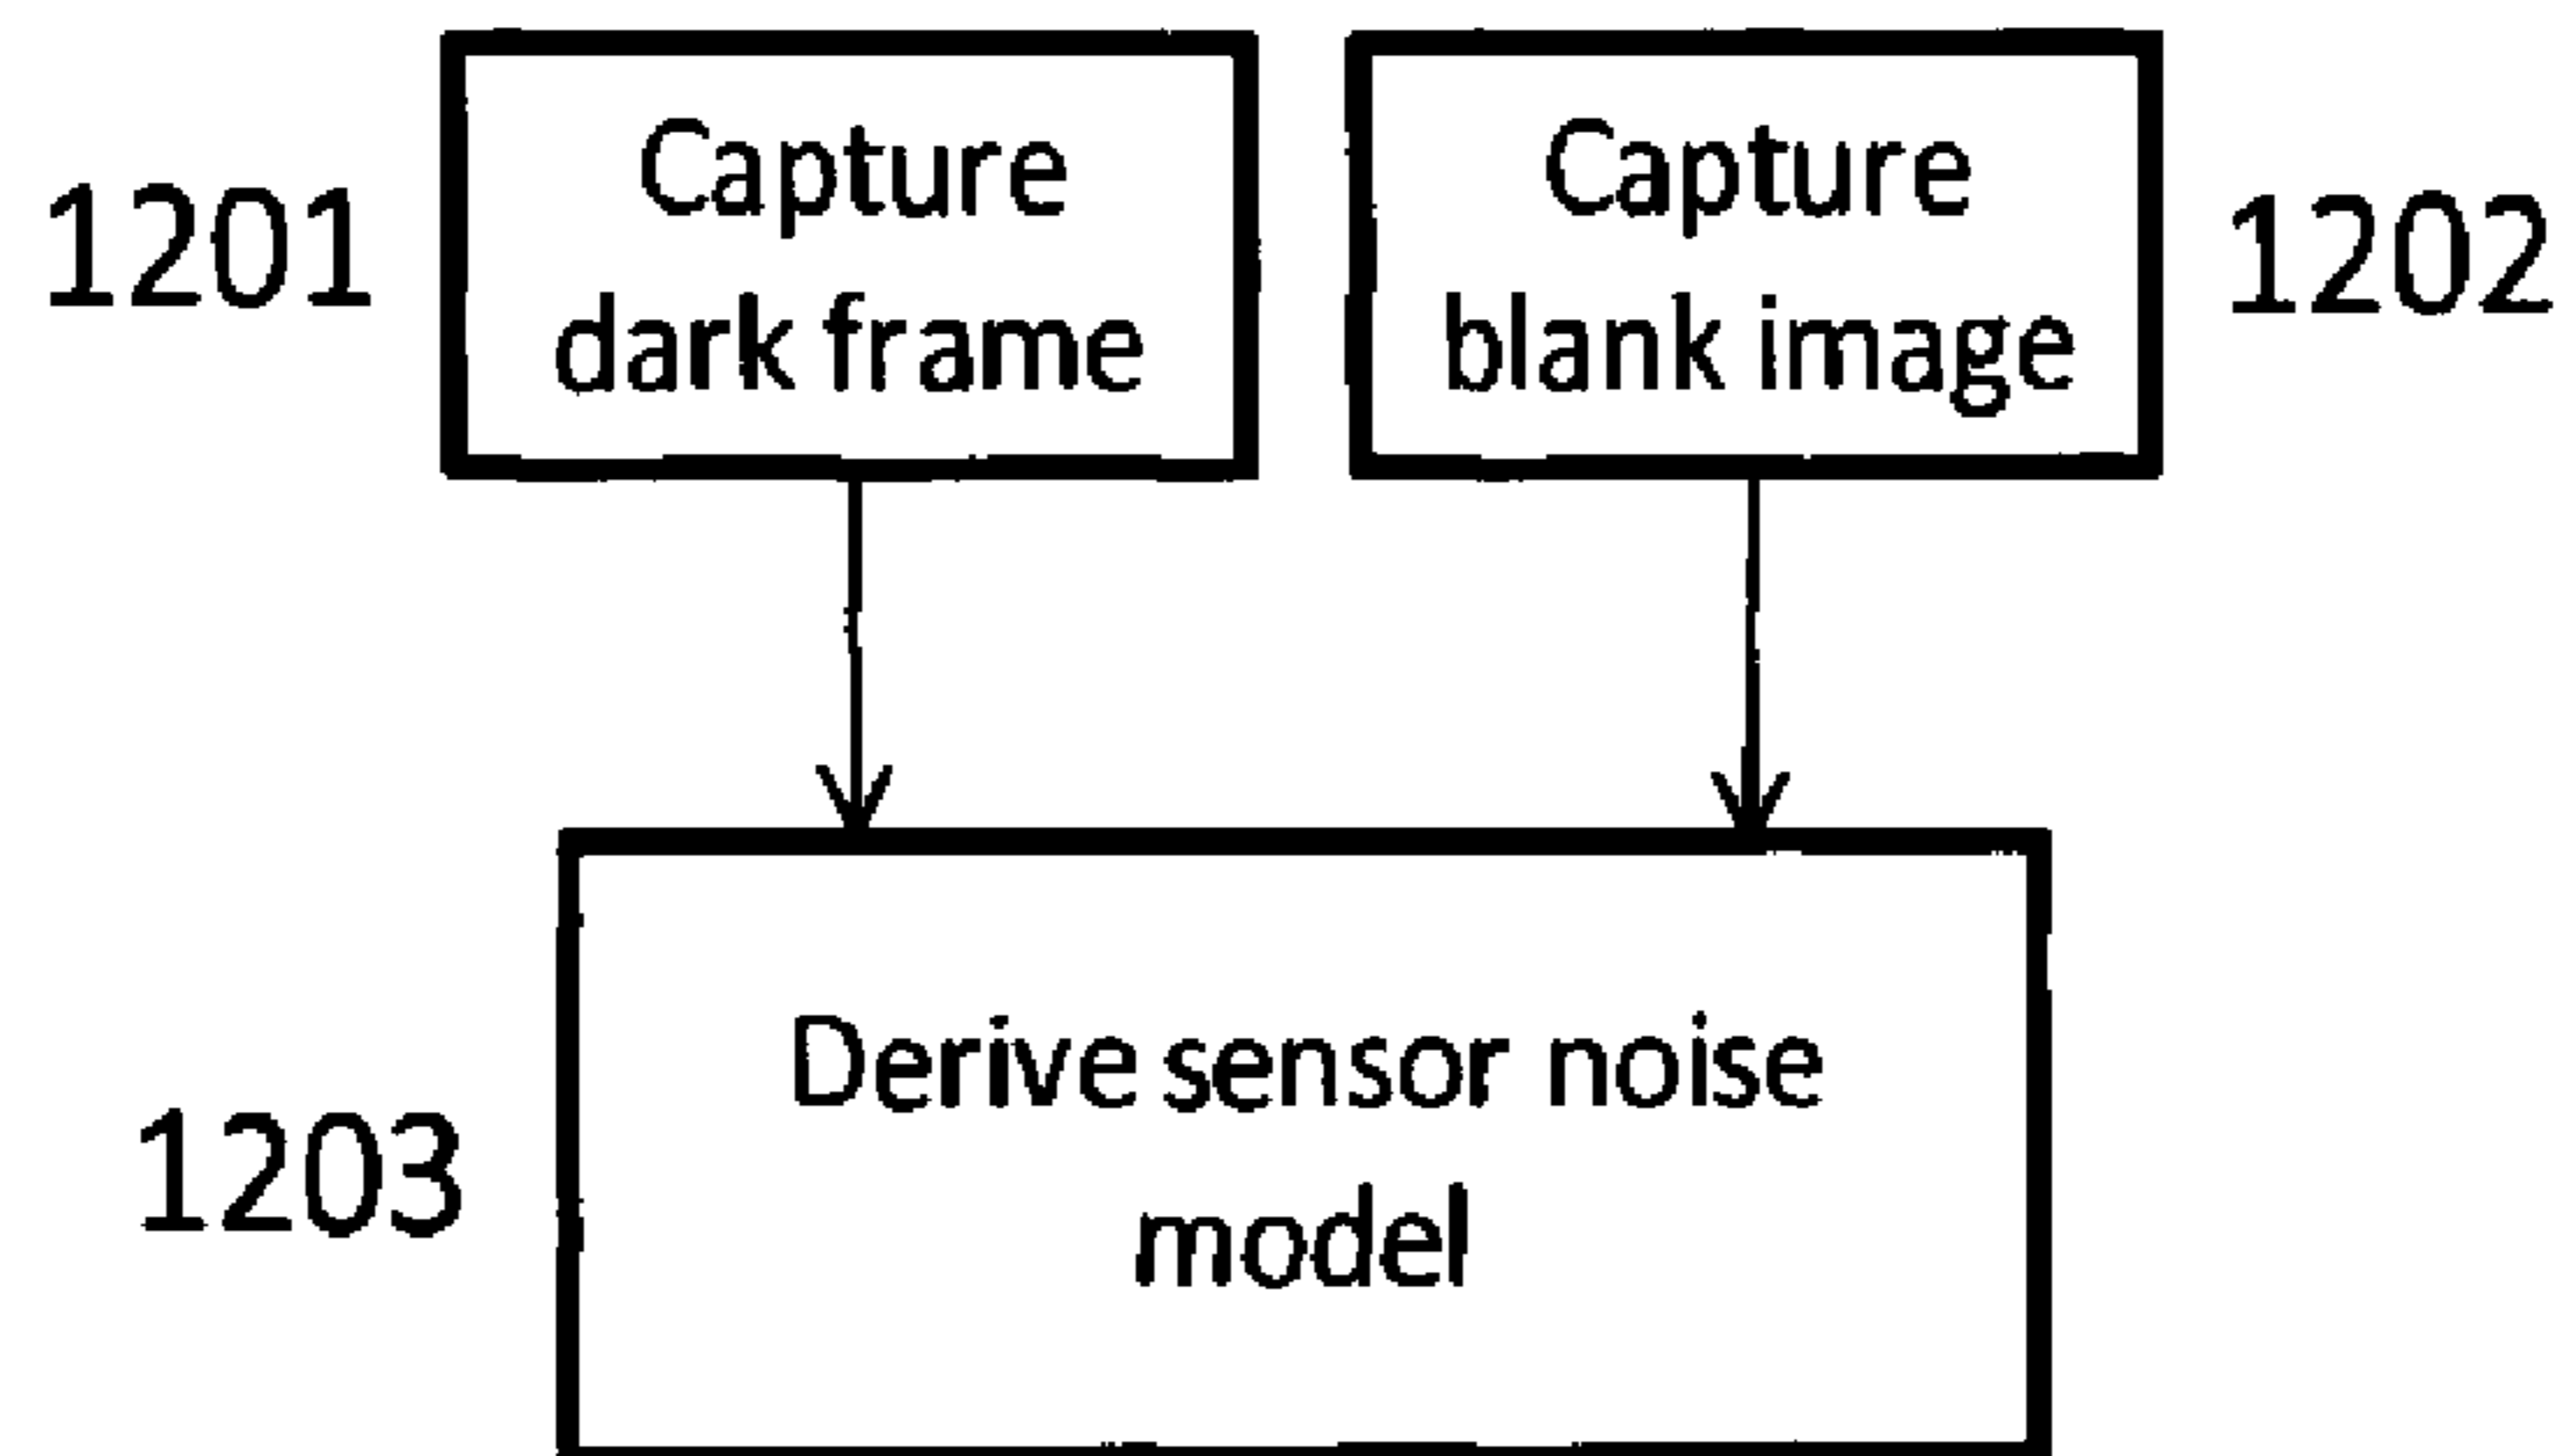 Capture
dark frame
1201
Capture
blank image
1202
Derive sensor noise
model
1203